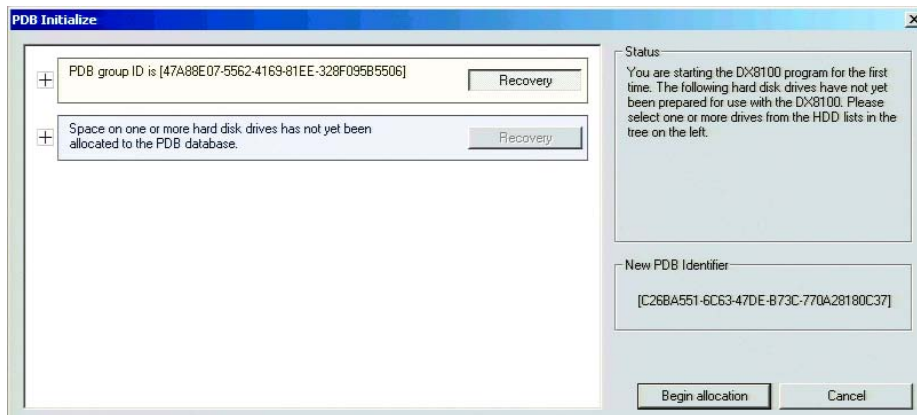 PDB Initialize
PDB group ID is [47A88E07-5562-4169-81EE-328F095B5506]
Recovery
Space on one or more hard disk drives has not yet been
allocated to the PDB database.
Recovery
Status
You are starting the DX8100 program for the first
time. The following hard disk drives have not yet
been prepared for use with the DX8100. Please
select one or more drives from the HDD lists in the
tree on the left.
New PDB Identifier
[C26BA551-6C63-47DE-B73C-770A28180C37]
Begin allocation
Cancel